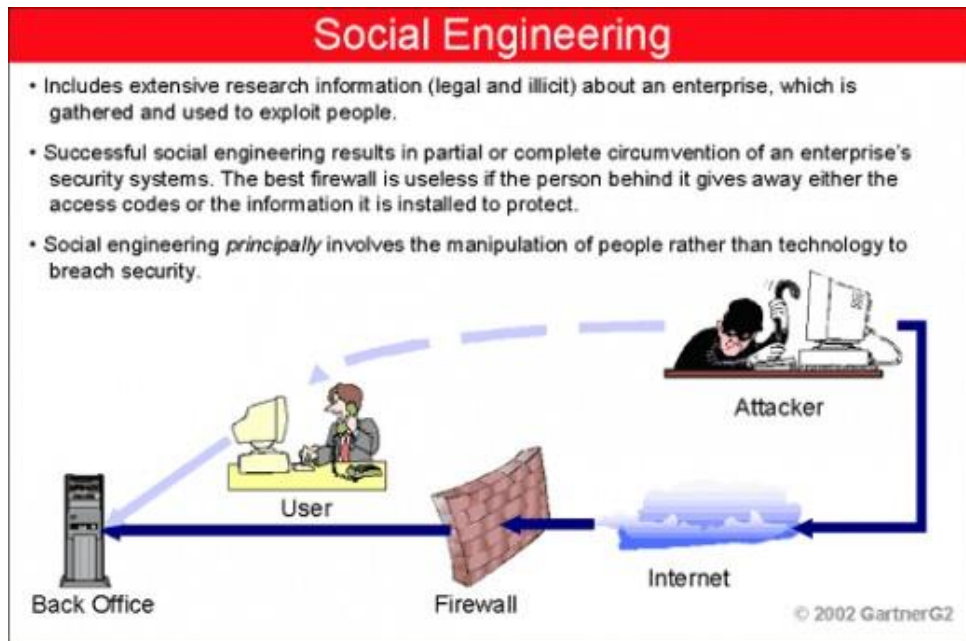 Social Engineering
• Includes extensive research information (legal and illicit) about an enterprise, which is
gathered and used to exploit people.
• Successful social engineering results in partial or complete circumvention of an enterprise's
security systems. The best firewall is useless if the person behind it gives away either the
access codes or the information it is installed to protect.
• Social engineering principally involves the manipulation of people rather than technology to
breach security.
Attacker
User
Back Office
Firewall
Internet
© 2002 GartnerG2